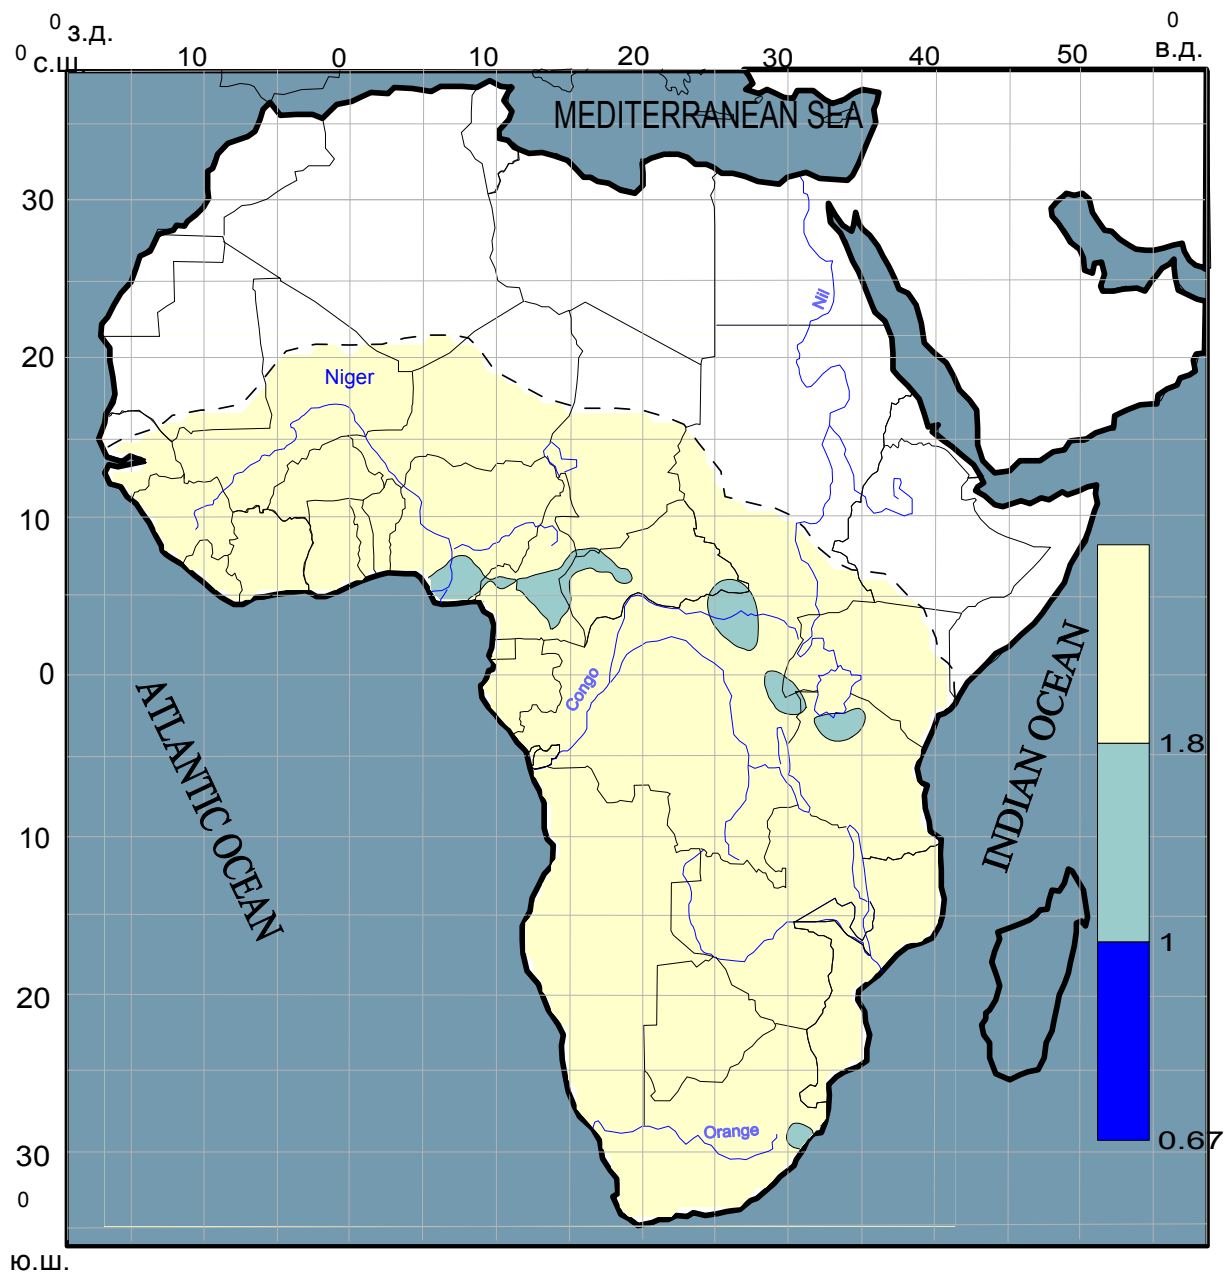 0
з.д.
0
0
с.ш.
10
0
10
20
30
40
50
в.д.
MEDITERRANEAN SEA
30
Nil
20
Niger
10
0
Congo
ATLANTIC OCEAN
INDIAN OCEAN
1.8
10
1
20
Orange
0.67
30
0
ю.ш.